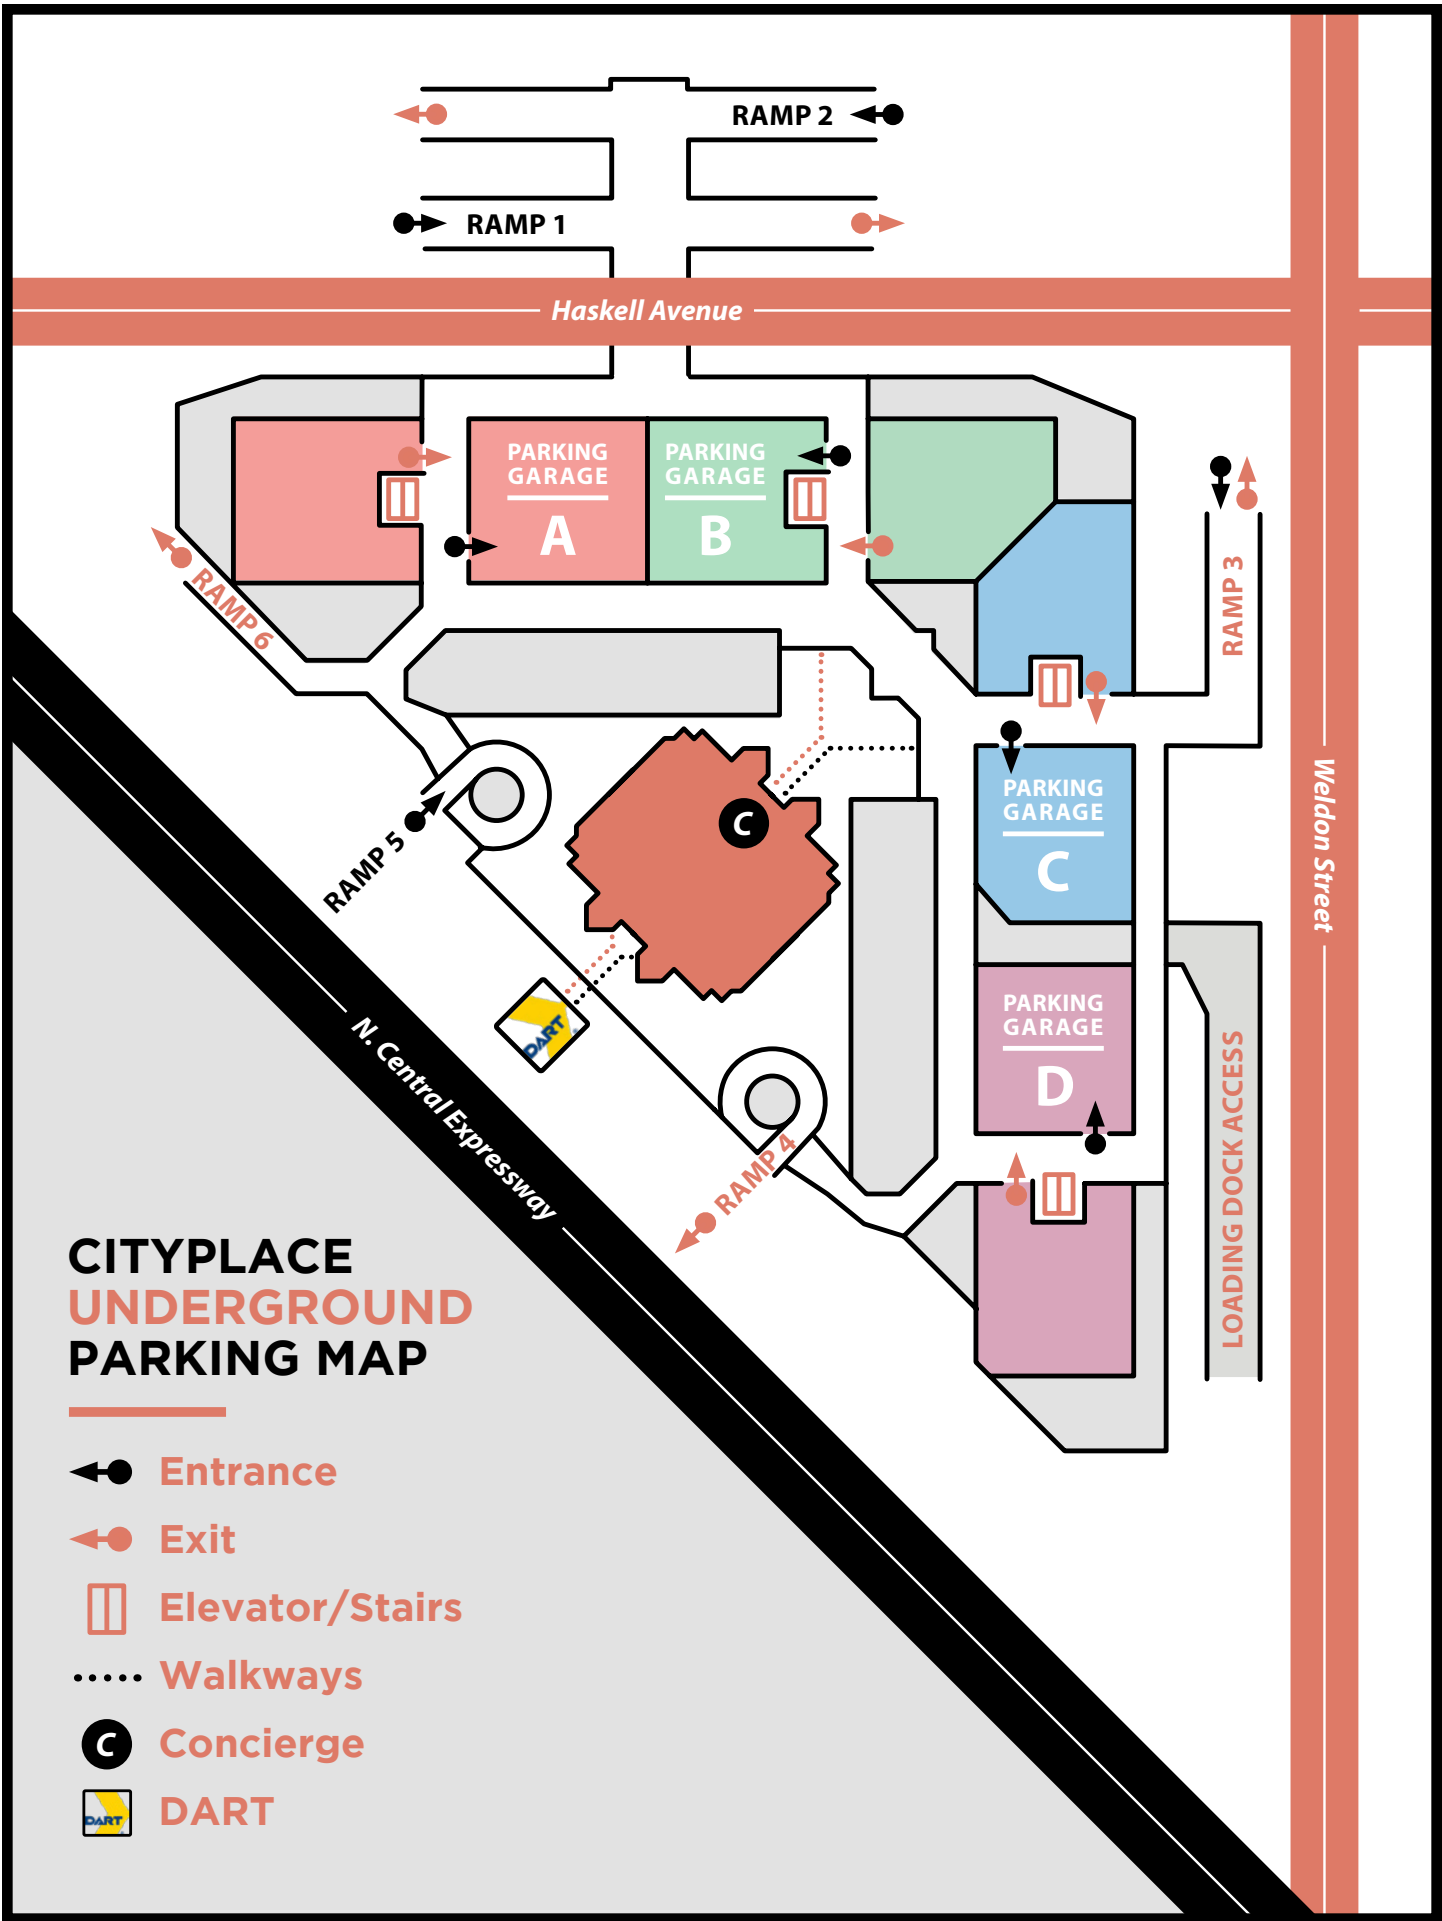 RAMP 2
RAMP 1
Haskell Avenue
PARKING
GARAGE
A
PARKING
GARAGE
B
RAMP 3
RAMP 6
PARKING
GARAGE
C
C
RAMP 5
Weldon Street
PARKING
GARAGE
D
DART
N. Central Expressway
RAMP 4
LOADING DOCK ACCESS
CITYPLACE
UNDERGROUND
PARKING MAP
Entrance
Exit
Elevator/Stairs
Walkways
C
Concierge
DART
DART